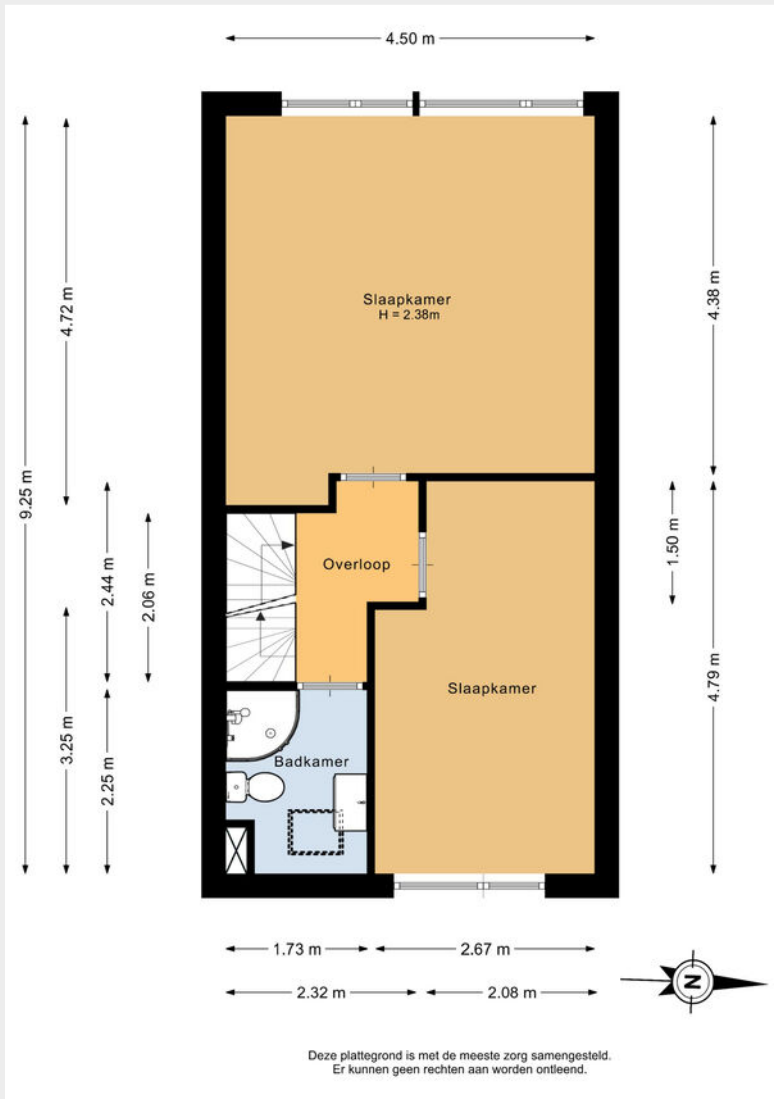 4.50 m
4.72 m
4.38 m
Slaapkamer
H = 2.38m
9.25 m
2.44 m
2.06 m
1.50 m
Overloop
3.25 m
2.25 m
4.79 m
Slaapkamer
Badkamer
1.73 m
2.67 m
2.32 m
2.08 m
N
Deze plattegrond is met de meeste zorg samengesteld.
Er kunnen geen rechten aan worden ontleend.